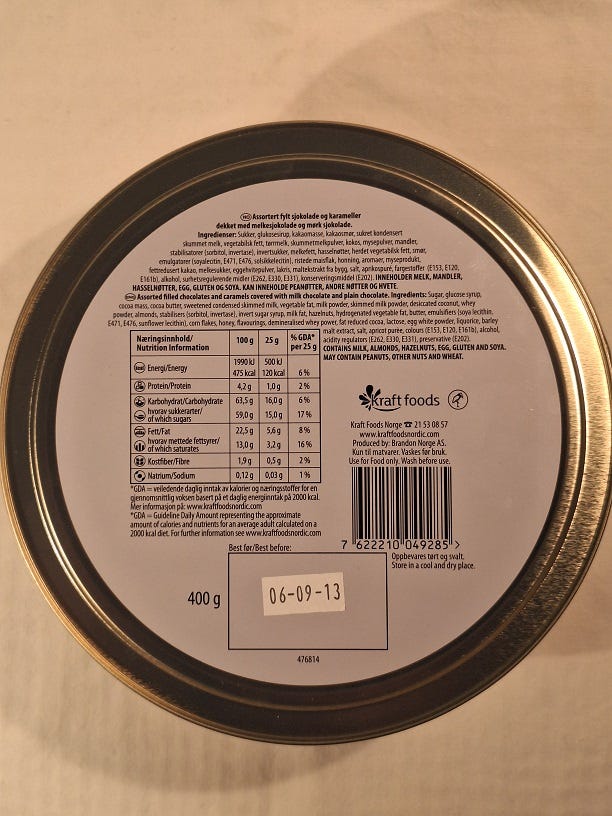 NO Assortert fylt sjokolade og karameller
dekket med melkesjokolade og mørk sjokolade.
Ingredienser: Sukker, glukosesirup, kakaomasse, kakaosmør, sukret kondensert
skummet melk, vegetabilsk fett, tørrmelk, skummetmelkpulver, kokos, mysepulver, mandler,
stabilisatorer (sorbitol, invertase), invertsukker, melkefett, hasselnøtter, herdet vegetabilsk fett, smør,
emulgatorer (soyalecitin, E471, E476, solsikkelecitin), ristede maisflak, honning, aromaer, myseprodukt,
fettredusert kakao, melkesukker, eggehvitepulver, lakris, maltekstrakt fra bygg, salt, aprikospuré, fargestoffer (E153, E120,
E161b), alkohol, surhetsregulerende midler (E262, E330, E331), konserveringsmiddel (E202). INNEHOLDER MELK, MANDLER,
HASSELNØTTER, EGG, GLUTEN OG SOYA. KAN INNEHOLDE PEANØTTER, ANDRE NØTTER OG HVETE.
Assorted filled chocolates and caramels covered with milk chocolate and plain chocolate. Ingredients: Sugar, glucose syrup,
cocoa mass, cocoa butter, sweetened condensed skimmed milk, vegetable fat, milk powder, skimmed milk powder, desiccated coconut, whey
powder, almonds, stabilisers (sorbitol, invertase), invert sugar syrup, milk fat, hazelnuts, hydrogenated vegetable fat, butter, emulsifiers (soya lecithin,
E471, E476, sunflower lecithin), corn flakes, honey, flavourings, demineralised whey powder, fat reduced cocoa, lactose, egg white powder, liquorice, barley
malt extract, salt, apricot purée, colours (E153, E120, E161b), alcohol,
acidity regulators (E262, E330, E331), preservative (E202).
CONTAINS MILK, ALMONDS, HAZELNUTS, EGG, GLUTEN AND SOYA.
MAY CONTAIN PEANUTS, OTHER NUTS AND WHEAT.
Næringsinnhold/ Nutrition Information 100 g 25 g % GDA* per 25 g
Energi/Energy 1990 kJ 475 kcal 500 kJ 120 kcal 6 %
Protein/Protein 4,2 g 1,0 g 2 %
Karbohydrat/Carbohydrate 63,5 g 16,0 g 6 %
hvorav sukkerarter/ of which sugars 59,0 g 15,0 g 17 %
Fett/Fat 22,5 g 5,6 g 8 %
hvorav mettede fettsyrer/ of which saturates 13,0 g 3,2 g 16 %
Kostfiber/Fibre 1,9 g 0,5 g 2 %
Natrium/Sodium 0,12 g 0,03 g 1 %
*GDA = veiledende daglig inntak av kalorier og næringsstoffer for en
gjennomsnittlig voksen basert på et daglig energiinntak på 2000 kcal.
Mer informasjon på: www.kraftfoodsnordic.com
*GDA = Guideline Daily Amount representing the approximate
amount of calories and nutrients for an average adult calculated on a
2000 kcal diet. For further information see www.kraftfoodsnordic.com
kraft foods
Kraft Foods Norge ☎ 21 53 08 57
www.kraftfoodsnordic.com
Produced by: Brandon Norge AS.
Kun til matvarer. Vaskes før bruk.
Use for Food only. Wash before use.
7 622210 049285 >
Oppbevares tørt og svalt.
Store in a cool and dry place.
Best før/Best before:
400 g
06-09-13
476814